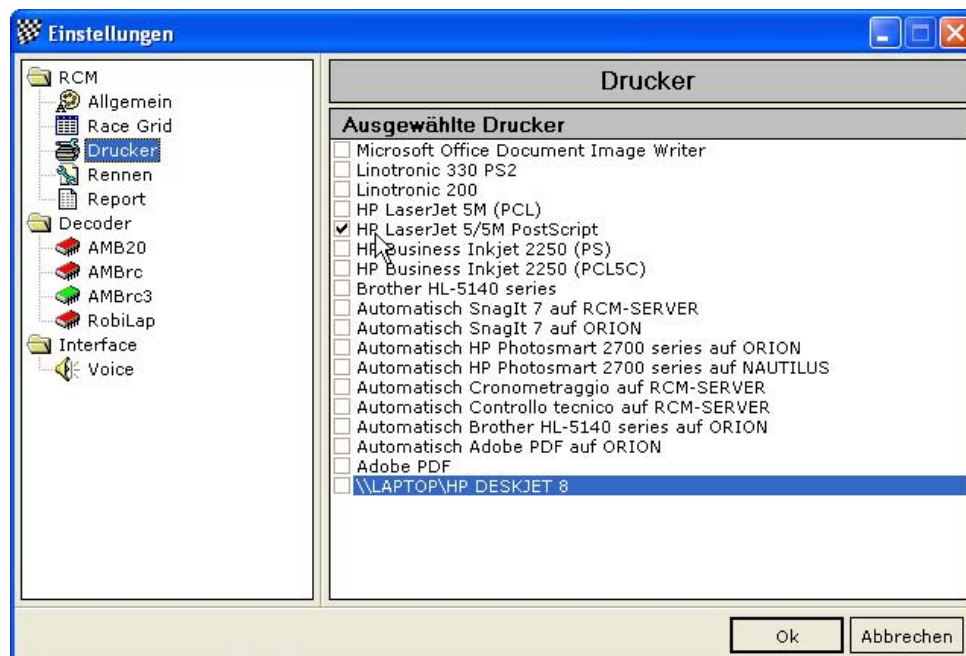 Einstellungen
RCM
Allgemein
Race Grid
Drucker
Rennen
Report
Decoder
AMB20
AMBrc
AMBrc3
RobiLap
Interface
Voice
Drucker
Ausgewählte Drucker
Microsoft Office Document Image Writer
Linotronic 330 PS2
Linotronic 200
HP LaserJet 5M (PCL)
HP LaserJet 5/5M PostScript
HP Business Inkjet 2250 (PS)
HP Business Inkjet 2250 (PCL5C)
Brother HL-5140 series
Automatisch SnagIt 7 auf RCM-SERVER
Automatisch SnagIt 7 auf ORION
Automatisch HP Photosmart 2700 series auf ORION
Automatisch HP Photosmart 2700 series auf NAUTILUS
Automatisch Cronometraggio auf RCM-SERVER
Automatisch Controllo tecnico auf RCM-SERVER
Automatisch Brother HL-5140 series auf ORION
Automatisch Adobe PDF auf ORION
Adobe PDF
\\LAPTOP\HP DESKJET 8
Ok
Abbrechen